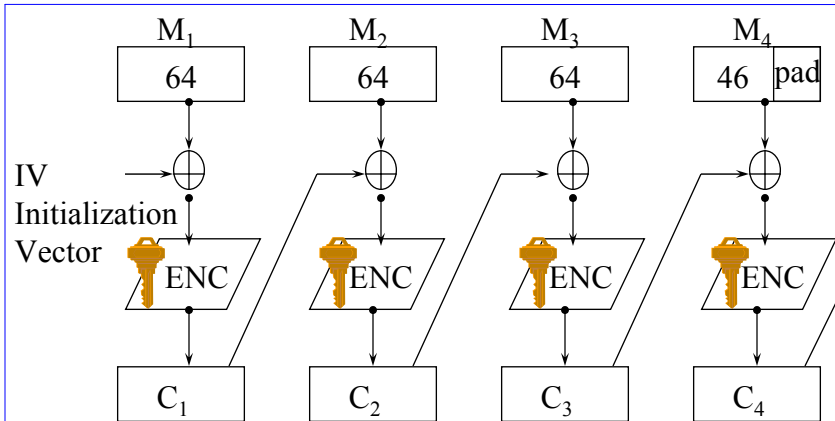 M₁ M₂ M₃ M₄
64 64 64 46 pad
IV
Initialization
Vector
ENC ENC ENC ENC
C₁ C₂ C₃ C₄